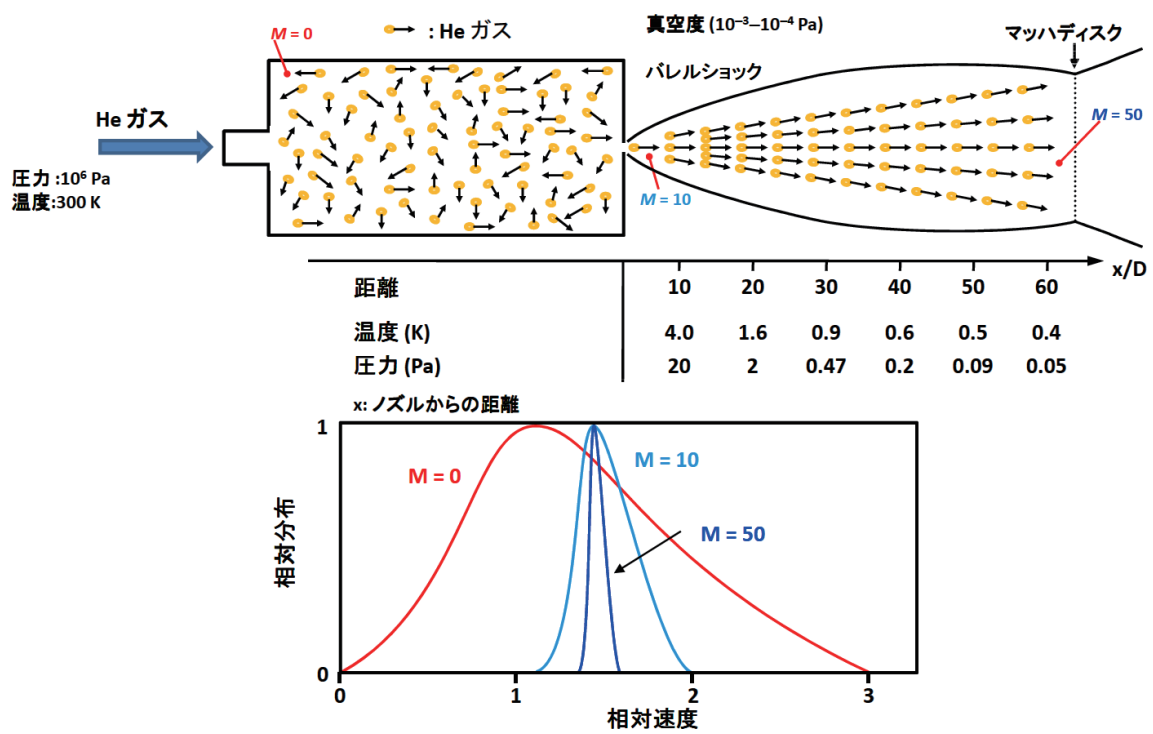 M = 0
: He ガス
真空度 (10⁻³–10⁻⁴ Pa)
マッハディスク
バレルショック
He ガス
M = 50
圧力 :10⁶ Pa
温度:300 K
M = 10
x/D
距離 10 20 30 40 50 60
温度 (K) 4.0 1.6 0.9 0.6 0.5 0.4
圧力 (Pa) 20 2 0.47 0.2 0.09 0.05
x: ノズルからの距離
1
M = 0
M = 10
M = 50
相対分布
0
0 1 2 3
相対速度